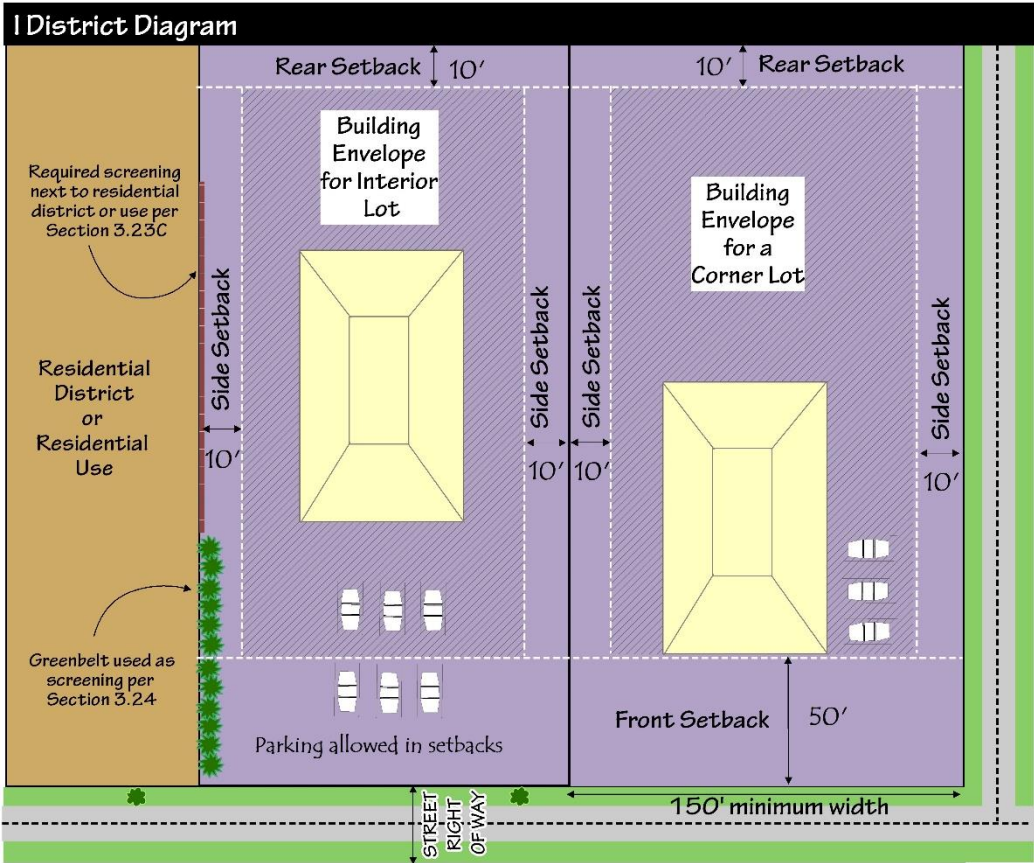 I District Diagram
Rear Setback 10'
10' Rear Setback
Building
Envelope
for Interior
Lot
Building
Envelope
for a
Corner Lot
Required screening
next to residential
district or use per
Section 3.23C
Side Setback
10'
Side Setback
10'
Side Setback
10'
Side Setback
10'
Residential
District
or
Residential
Use
Greenbelt used as
screening per
Section 3.24
Parking allowed in setbacks
Front Setback 50'
150' minimum width
STREET
RIGHT
OF WAY